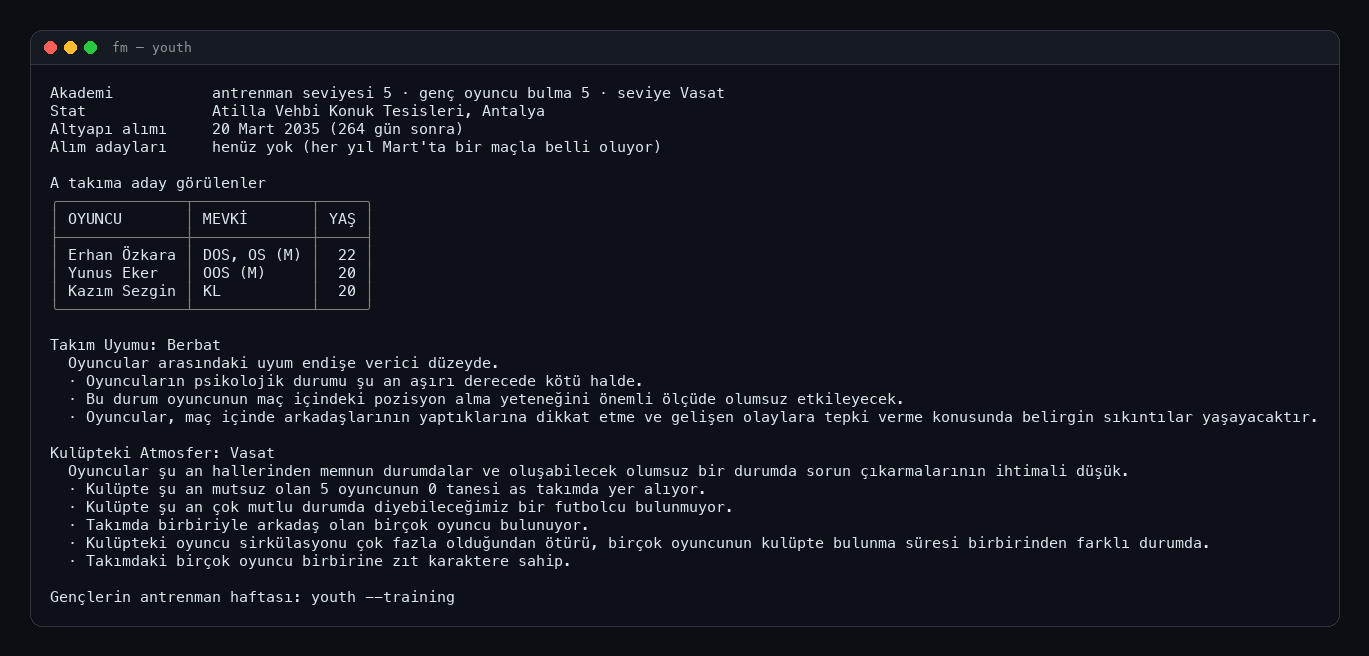 fm — youth
Akademi antrenman seviyesi 5 · genç oyuncu bulma 5 · seviye Vasat
Stat Atilla Vehbi Konuk Tesisleri, Antalya
Altyapı alımı 20 Mart 2035 (264 gün sonra)
Alım adayları henüz yok (her yıl Mart'ta bir maçla belli oluyor)
A takıma aday görülenler
OYUNCU MEVKİ YAŞ
Erhan Özkara DOS, OS (M) 22
Yunus Eker OOS (M) 20
Kazım Sezgin KL 20
Takım Uyumu: Berbat
Oyuncular arasındaki uyum endişe verici düzeyde.
· Oyuncuların psikolojik durumu şu an aşırı derecede kötü halde.
· Bu durum oyuncunun maç içindeki pozisyon alma yeteneğini önemli ölçüde olumsuz etkileyecek.
· Oyuncular, maç içinde arkadaşlarının yaptıklarına dikkat etme ve gelişen olaylara tepki verme konusunda belirgin sıkıntılar yaşayacaktır.
Kulüpteki Atmosfer: Vasat
Oyuncular şu an hallerinden memnun durumdalar ve oluşabilecek olumsuz bir durumda sorun çıkarmalarının ihtimali düşük.
· Kulüpte şu an mutsuz olan 5 oyuncunun 0 tanesi as takımda yer alıyor.
· Kulüpte şu an çok mutlu durumda diyebileceğimiz bir futbolcu bulunmuyor.
· Takımda birbiriyle arkadaş olan birçok oyuncu bulunuyor.
· Kulüpteki oyuncu sirkülasyonu çok fazla olduğundan ötürü, birçok oyuncunun kulüpte bulunma süresi birbirinden farklı durumda.
· Takımdaki birçok oyuncu birbirine zıt karaktere sahip.
Gençlerin antrenman haftası: youth --training